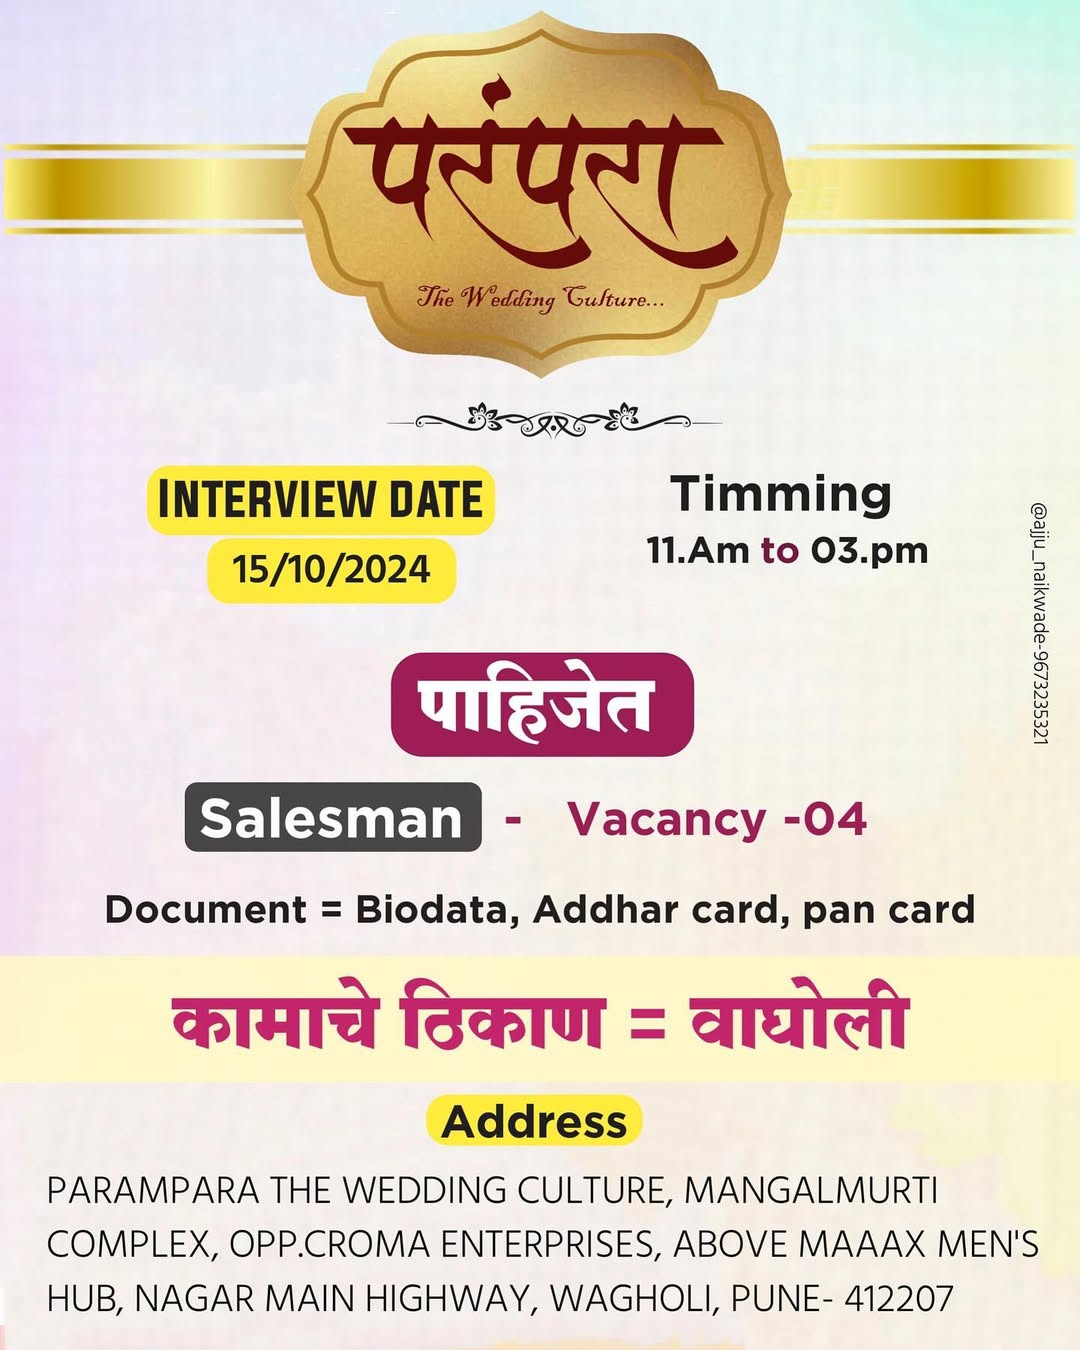 परंपरा
The Wedding Culture...
INTERVIEW DATE
15/10/2024
Timming
11.Am to 03.pm
@ajju_naikwade-9673235321
पाहिजेत
Salesman - Vacancy -04
Document = Biodata, Addhar card, pan card
कामाचे ठिकाण = वाघोली
Address
PARAMPARA THE WEDDING CULTURE, MANGALMURTI
COMPLEX, OPP.CROMA ENTERPRISES, ABOVE MAAAX MEN'S
HUB, NAGAR MAIN HIGHWAY, WAGHOLI, PUNE- 412207